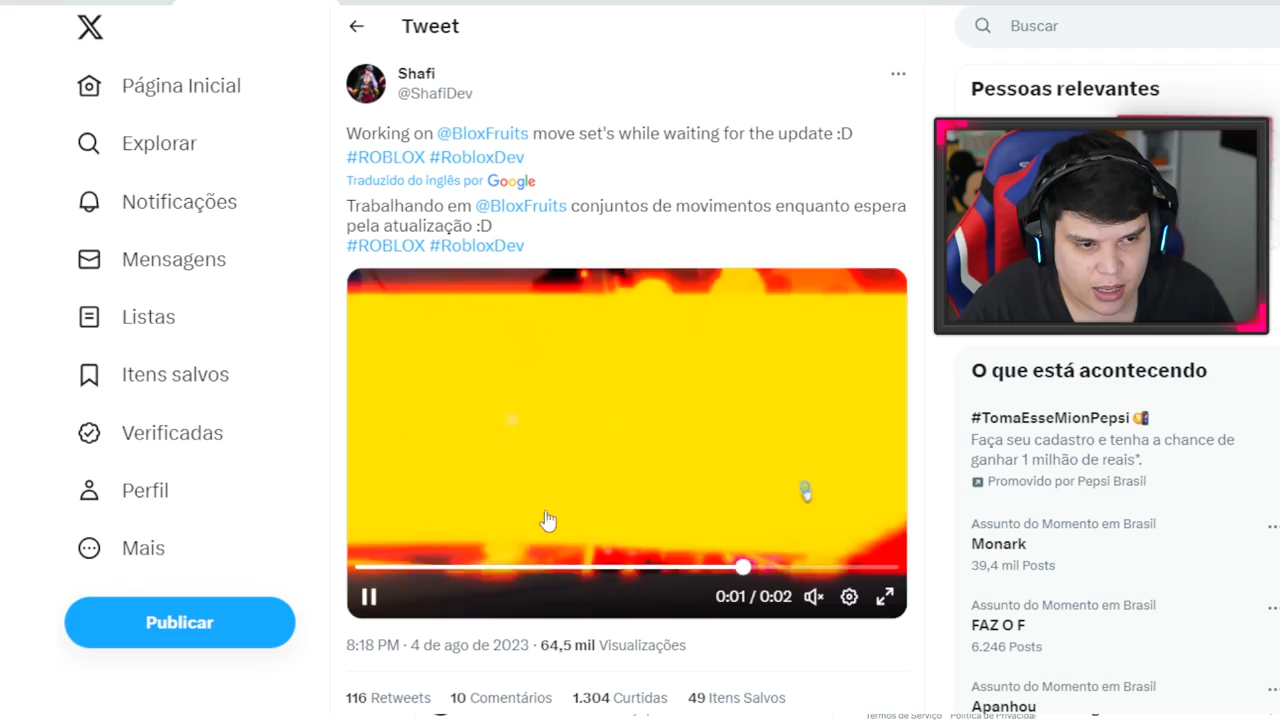 Página Inicial
Explorar
Notificações
Mensagens
Listas
Itens salvos
Verificadas
Perfil
Mais
Publicar
Tweet
Shafi
@ShafiDev
Working on @BloxFruits move set's while waiting for the update :D
#ROBLOX #RobloxDev
Traduzido do inglês por Google
Trabalhando em @BloxFruits conjuntos de movimentos enquanto espera
pela atualização :D
#ROBLOX #RobloxDev
0:01 / 0:02
8:18 PM · 4 de ago de 2023 · 64,5 mil Visualizações
116 Retweets 10 Comentários 1.304 Curtidas 49 Itens Salvos
Buscar
Pessoas relevantes
O que está acontecendo
#TomaEsseMionPepsi
Faça seu cadastro e tenha a chance de
ganhar 1 milhão de reais*.
Promovido por Pepsi Brasil
Assunto do Momento em Brasil
Monark
39,4 mil Posts
Assunto do Momento em Brasil
FAZ O F
6.246 Posts
Assunto do Momento em Brasil
Apanhou
Termos de Serviço Política de Privacidade